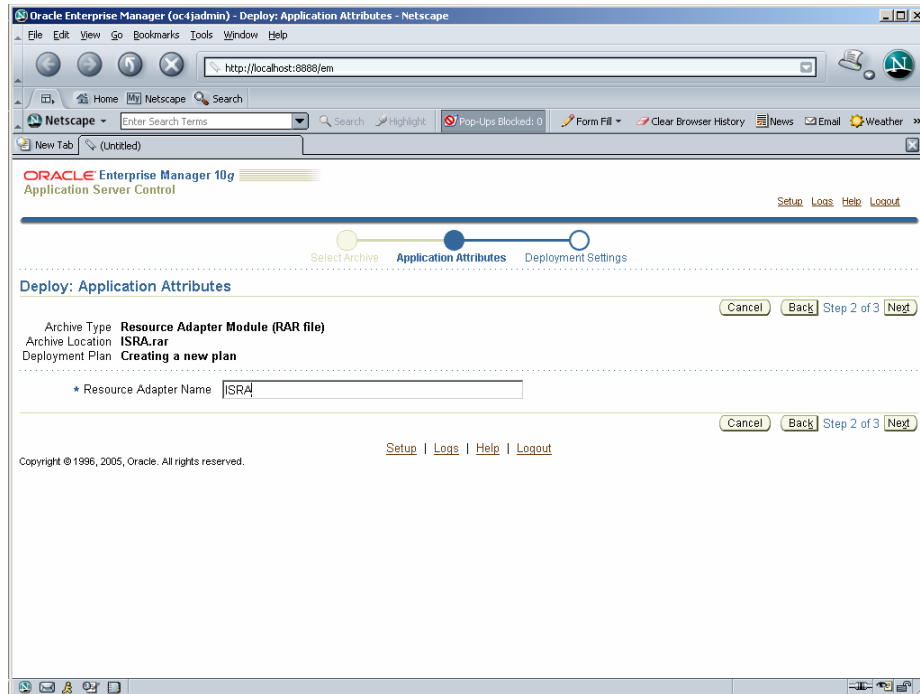 Oracle Enterprise Manager (oc4jadmin) - Deploy: Application Attributes - Netscape
File Edit View Go Bookmarks Tools Window Help
http://localhost:8888/em
Home My Netscape Search
Netscape Enter Search Terms Search Highlight Pop-Ups Blocked: 0 Form Fill Clear Browser History News Email Weather »
New Tab (Untitled)
ORACLE Enterprise Manager 10g
Application Server Control
Setup Logs Help Logout
Select Archive Application Attributes Deployment Settings
Deploy: Application Attributes
Cancel Back Step 2 of 3 Next
Archive Type Resource Adapter Module (RAR file)
Archive Location ISRA.rar
Deployment Plan Creating a new plan
* Resource Adapter Name ISRA
Cancel Back Step 2 of 3 Next
Setup | Logs | Help | Logout
Copyright © 1996, 2005, Oracle. All rights reserved.